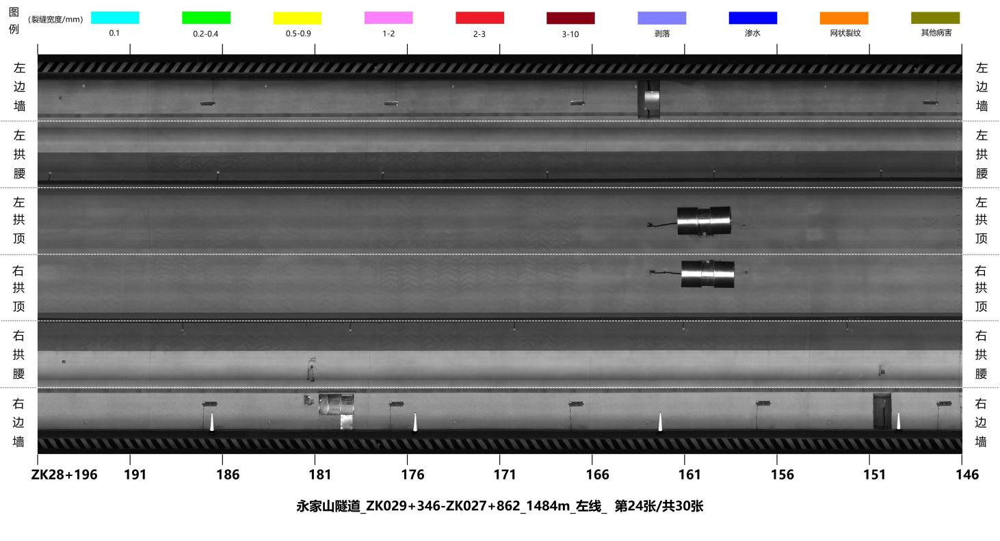 图例 (裂缝宽度/mm) 0.1 0.2-0.4 0.5-0.9 1-2 2-3 3-10 剥落 渗水 网状裂纹 其他病害
左边墙 左边墙
左拱腰 左拱腰
左拱顶 左拱顶
右拱顶 右拱顶
右拱腰 右拱腰
右边墙 右边墙
ZK28+196 191 186 181 176 171 166 161 156 151 146
永家山隧道_ZK029+346-ZK027+862_1484m_左线_ 第24张/共30张